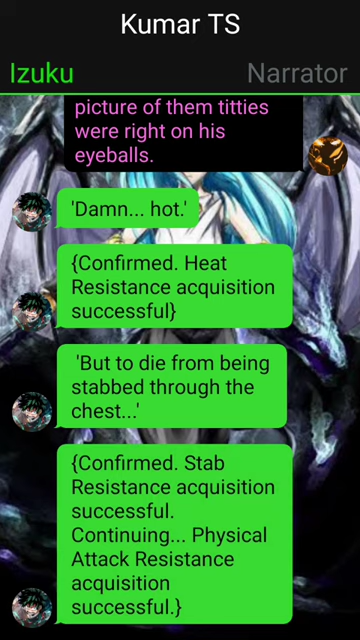 Kumar TS
Izuku
Narrator
picture of them titties
were right on his
eyeballs.
'Damn... hot.'
{Confirmed. Heat
Resistance acquisition
successful}
'But to die from being
stabbed through the
chest...'
{Confirmed. Stab
Resistance acquisition
successful.
Continuing... Physical
Attack Resistance
acquisition
successful.}